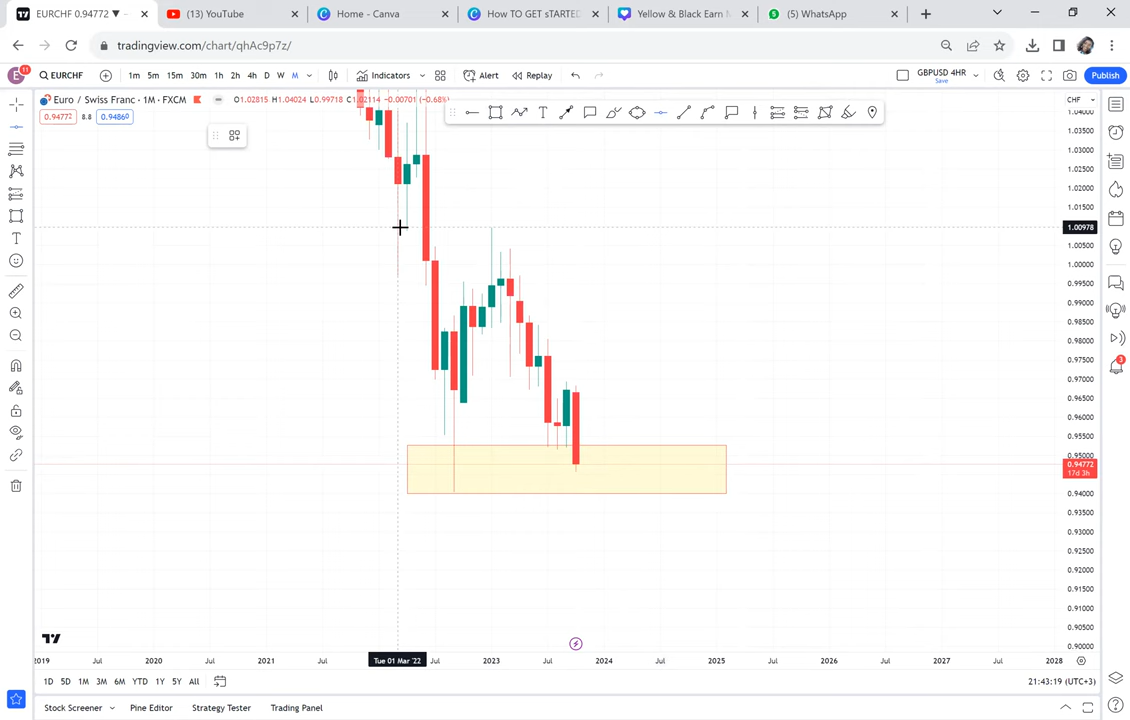 EURCHF 0.94772 ▼
(13) YouTube
Home - Canva
How TO GET sTARTED
Yellow & Black Earn M
(5) WhatsApp
tradingview.com/chart/qhAc9p7z/
E
11
EURCHF
1m 5m 15m 30m 1h 2h 4h D W M
Indicators
Alert
Replay
GBPUSD 4HR
Save
Publish
Euro / Swiss Franc · 1M · FXCM
O1.02815 H1.04024 L0.99718 C1.02114 −0.00701 (−0.68%)
CHF
0.94772 8.8 0.94860
1.04000
1.03500
1.03000
1.02500
1.02000
1.01500
1.00978
1.00500
1.00000
0.99500
0.99000
0.98500
0.98000
0.97500
0.97000
0.96500
0.96000
0.95500
0.95000
0.94772
17d 3h
0.94000
0.93500
0.93000
0.92500
0.92000
0.91500
0.91000
0.90500
0.90000
3
2019 Jul 2020 Jul 2021 Jul Tue 01 Mar '22 Jul 2023 Jul 2024 Jul 2025 Jul 2026 Jul 2027 Jul 2028
1D 5D 1M 3M 6M YTD 1Y 5Y All
21:43:19 (UTC+3)
Stock Screener
Pine Editor
Strategy Tester
Trading Panel